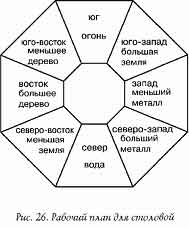 юг
огонь
юго-восток
меньшее
дерево
юго-запад
большая
земля
восток
большее
дерево
запад
меньший
металл
северо-восток
меньшая
земля
северо-запад
больший
металл
север
вода
Рис. 26. Рабочий план для столовой